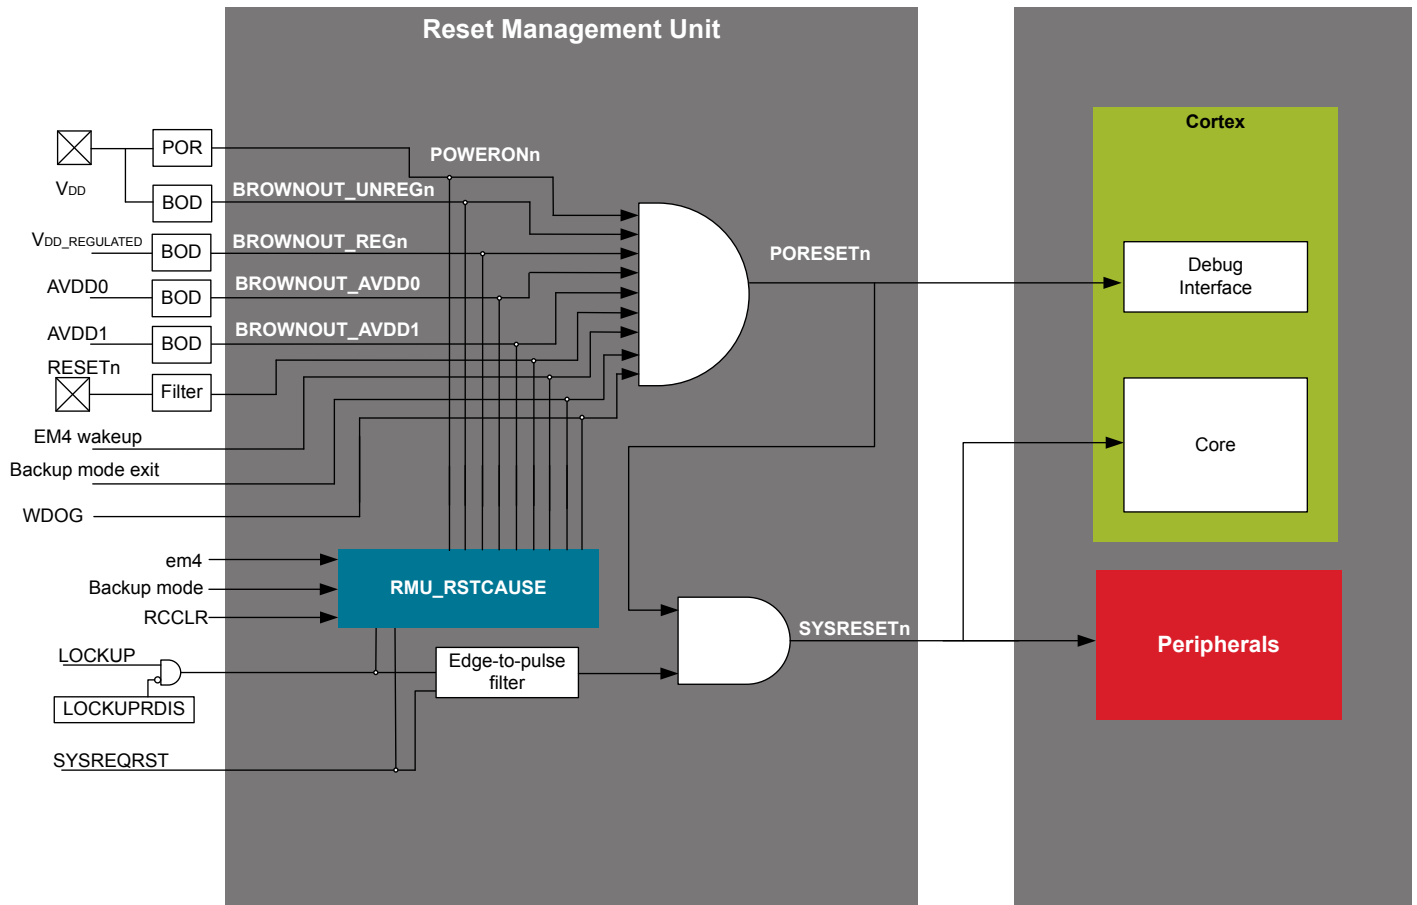 Reset Management Unit
Cortex
POR
POWERONn
VDD
BOD
BROWNOUT_UNREGn
VDD_REGULATED
BOD
BROWNOUT_REGn
PORESETn
Debug
Interface
AVDD0
BOD
BROWNOUT_AVDD0
AVDD1
BOD
BROWNOUT_AVDD1
RESETn
Filter
EM4 wakeup
Core
Backup mode exit
WDOG
em4
Backup mode
RMU_RSTCAUSE
RCCLR
SYSRESETn
Peripherals
LOCKUP
Edge-to-pulse
filter
LOCKUPRDIS
SYSREQRST